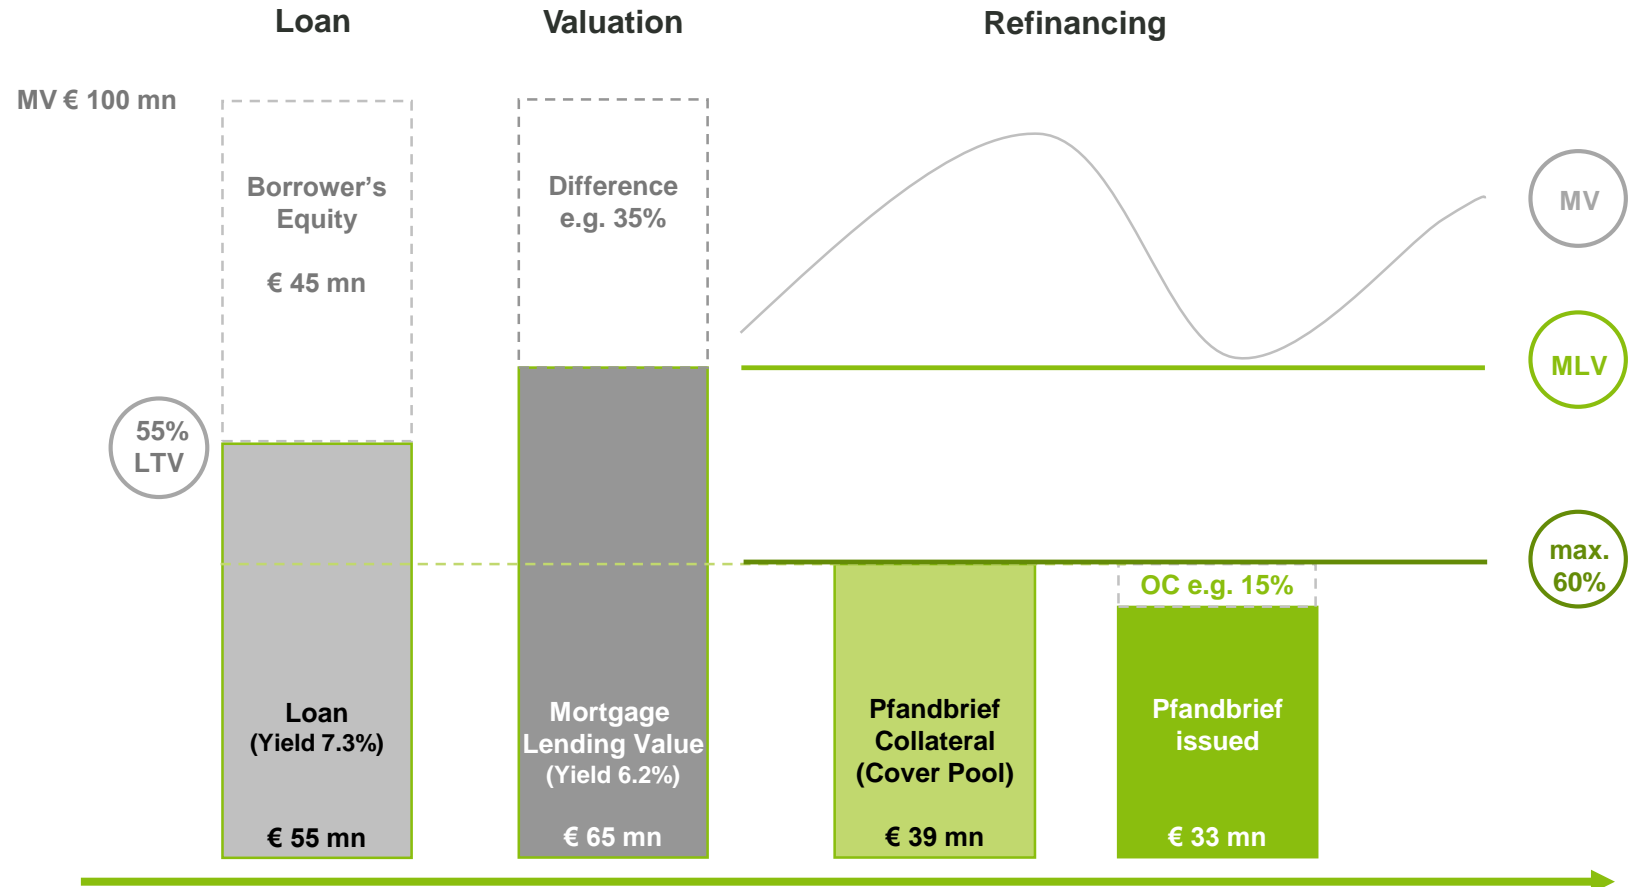 Loan
Valuation
Refinancing
MV € 100 mn
Borrower’s
Equity
€ 45 mn
Difference
e.g. 35%
MV
MLV
55%
LTV
max.
60%
OC e.g. 15%
Loan
(Yield 7.3%)
€ 55 mn
Mortgage
Lending Value
(Yield 6.2%)
€ 65 mn
Pfandbrief
Collateral
(Cover Pool)
€ 39 mn
Pfandbrief
issued
€ 33 mn